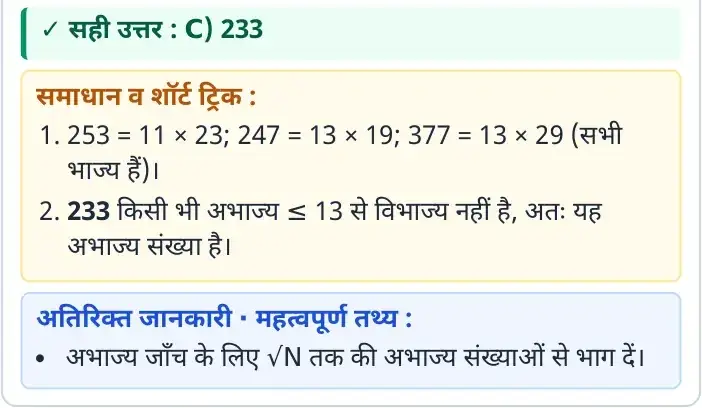 ✓ सही उत्तर : C) 233
समाधान व शॉर्ट ट्रिक :
1. 253 = 11 × 23; 247 = 13 × 19; 377 = 13 × 29 (सभी
भाज्य हैं)।
2. 233 किसी भी अभाज्य ≤ 13 से विभाज्य नहीं है, अतः यह
अभाज्य संख्या है।
अतिरिक्त जानकारी · महत्वपूर्ण तथ्य :
• अभाज्य जाँच के लिए √N तक की अभाज्य संख्याओं से भाग दें।